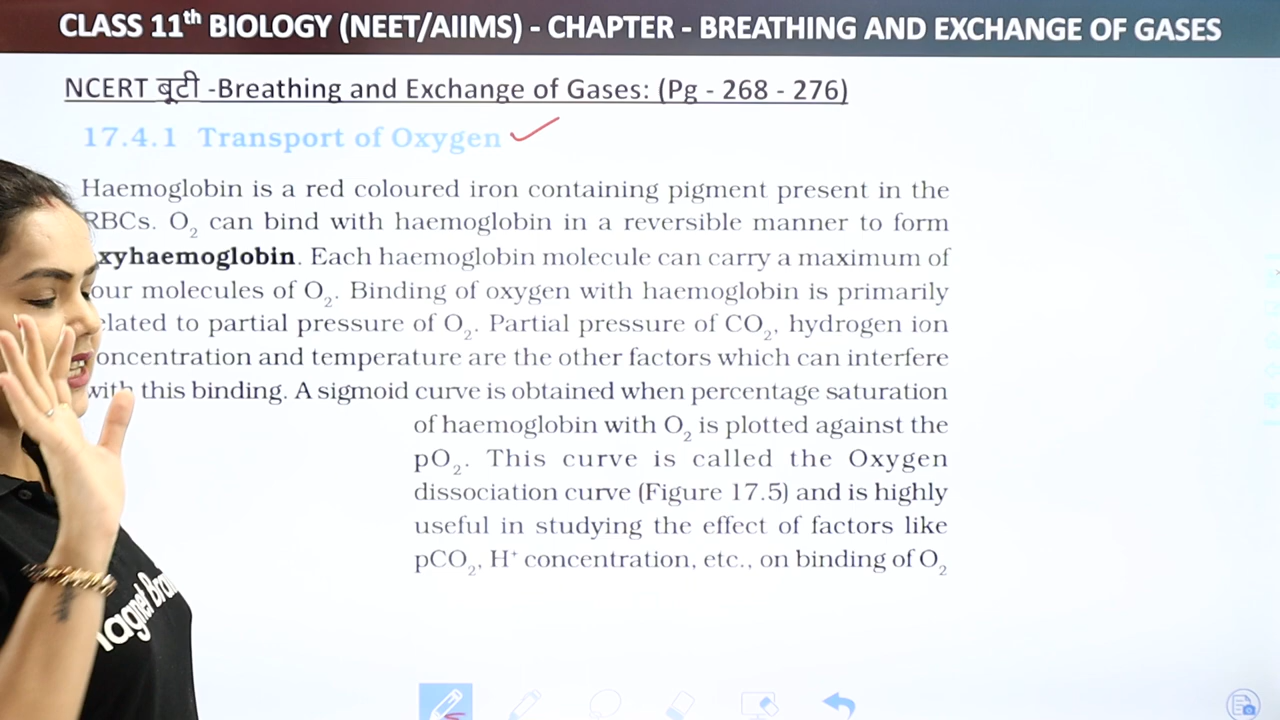 CLASS 11th BIOLOGY (NEET/AIIMS) - CHAPTER - BREATHING AND EXCHANGE OF GASES
NCERT बूटी -Breathing and Exchange of Gases: (Pg - 268 - 276)
17.4.1 Transport of Oxygen
Haemoglobin is a red coloured iron containing pigment present in the
RBCs. O2 can bind with haemoglobin in a reversible manner to form
xyhaemoglobin. Each haemoglobin molecule can carry a maximum of
our molecules of O2. Binding of oxygen with haemoglobin is primarily
elated to partial pressure of O2. Partial pressure of CO2, hydrogen ion
oncentration and temperature are the other factors which can interfere
with this binding. A sigmoid curve is obtained when percentage saturation
of haemoglobin with O2 is plotted against the
pO2. This curve is called the Oxygen
dissociation curve (Figure 17.5) and is highly
useful in studying the effect of factors like
pCO2, H+ concentration, etc., on binding of O2
agnet Bra